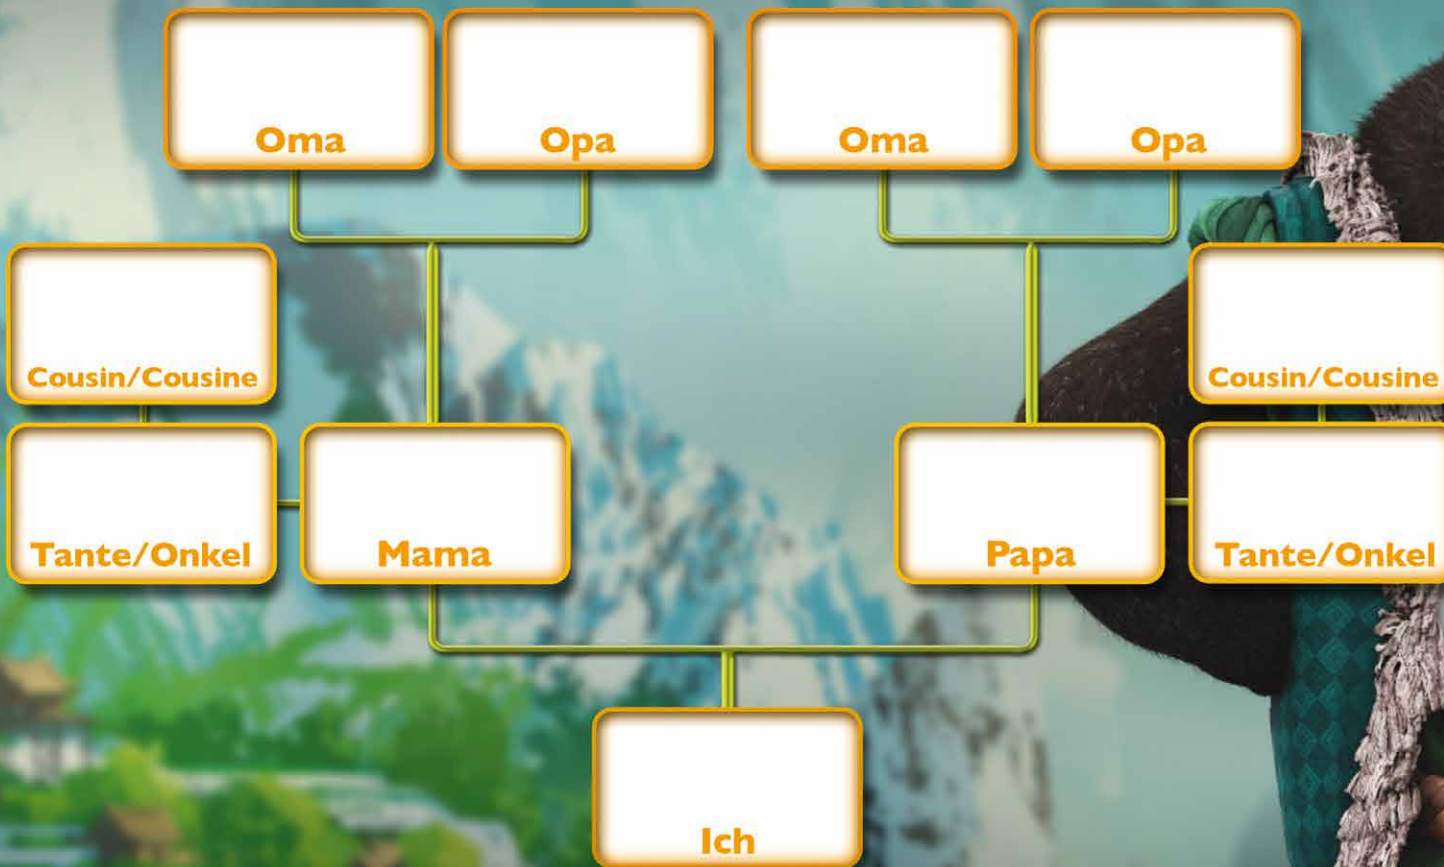 Oma
Opa
Oma
Opa
Cousin/Cousine
Cousin/Cousine
Tante/Onkel
Mama
Papa
Tante/Onkel
Ich